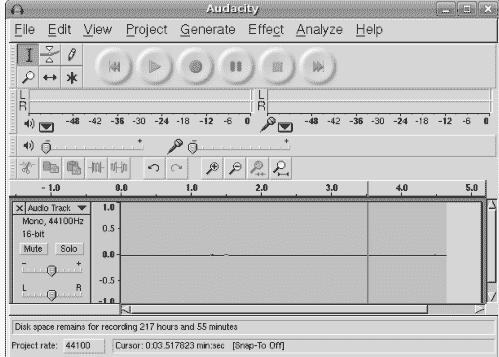 Audacity
File Edit View Project Generate Effect Analyze Help
L
R
-48 -42 -36 -30 -24 -18 -12 -6 0
L
R
-48 -42 -36 -30 -24 -18 -12 -6 0
- + - +
- 1.0 0.0 1.0 2.0 3.0 4.0 5.0
X Audio Track 1.0
Mono, 44100Hz
16-bit 0.5
Mute Solo
0.0
- +
L R -0.5
-1.0
Disk space remains for recording 217 hours and 55 minutes
Project rate: 44100 Cursor: 0:03.517823 min:sec [Snap-To Off]